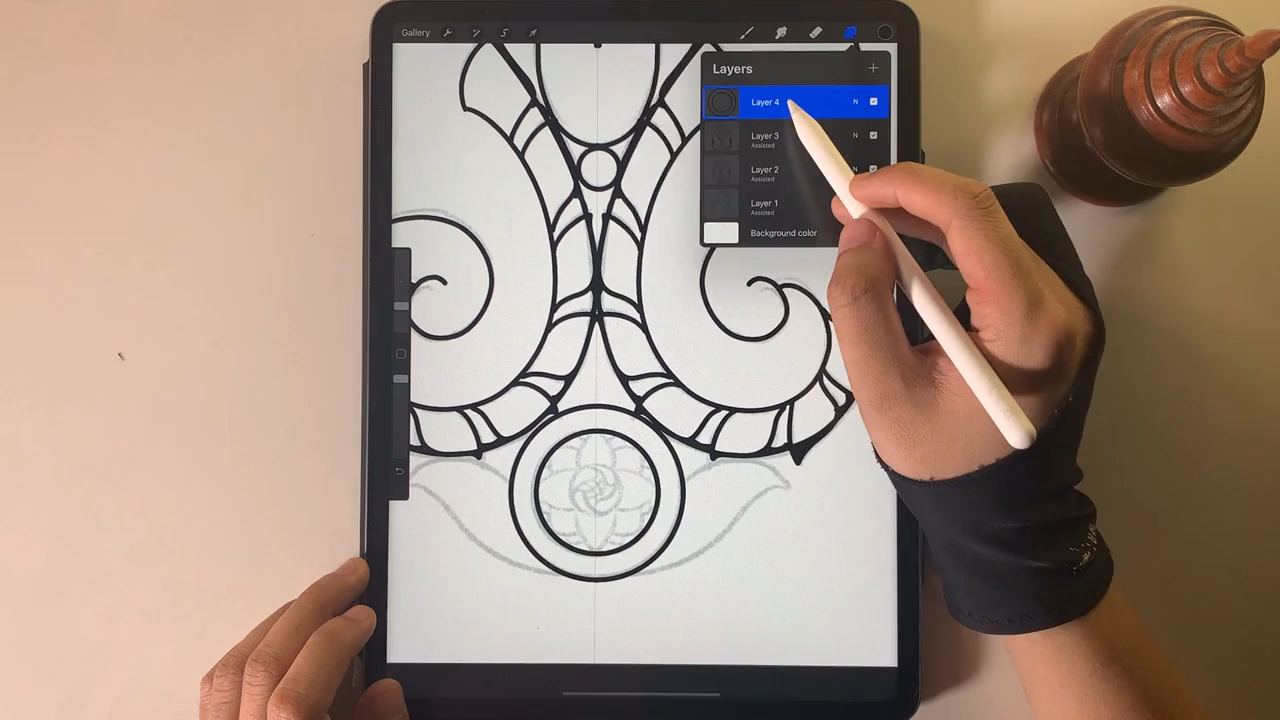 Gallery
Layers
Layer 4
N
Layer 3
N
Assisted
Layer 2
N
Assisted
Layer 1
Assisted
Background color